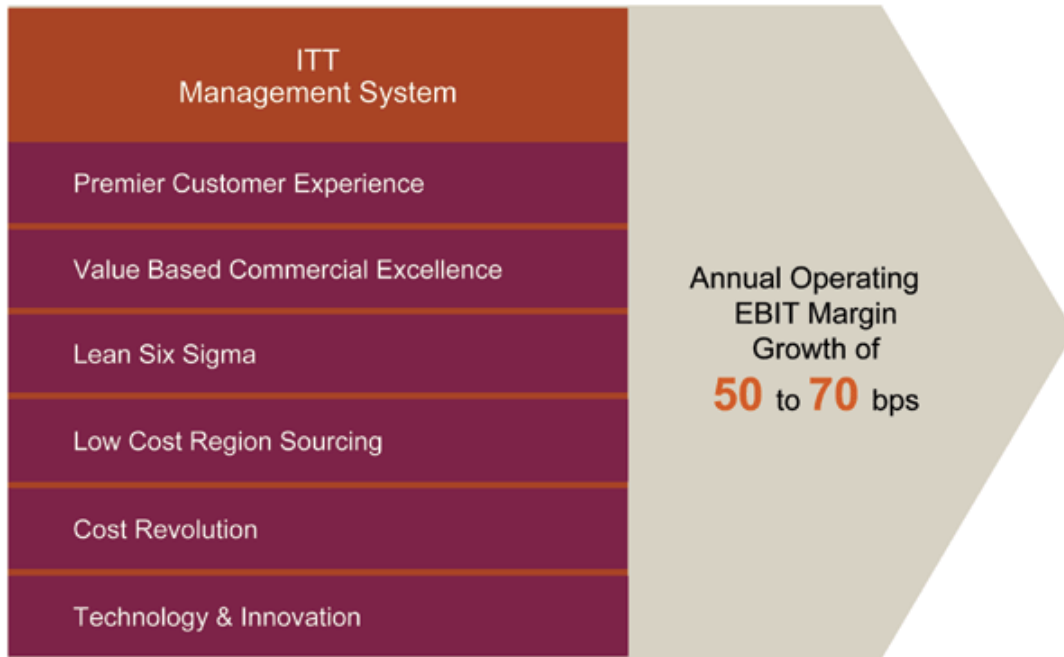 ITT
Management System
Premier Customer Experience
Value Based Commercial Excellence
Lean Six Sigma
Low Cost Region Sourcing
Cost Revolution
Technology & Innovation
Annual Operating
EBIT Margin
Growth of
50 to 70 bps